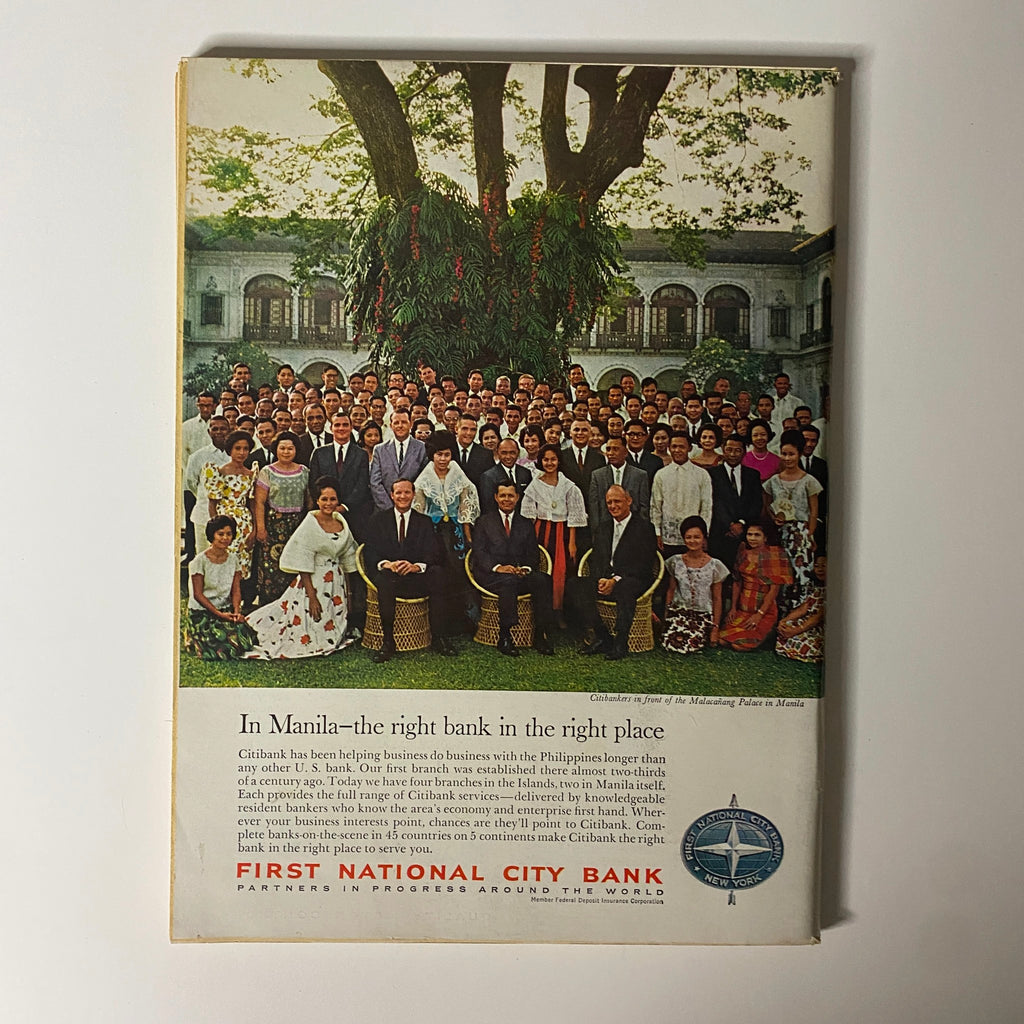 Citibankers in front of the Malacañang Palace in Manila
In Manila—the right bank in the right place
Citibank has been helping business do business with the Philippines longer than
any other U. S. bank. Our first branch was established there almost two-thirds
of a century ago. Today we have four branches in the Islands, two in Manila itself.
Each provides the full range of Citibank services—delivered by knowledgeable
resident bankers who know the area's economy and enterprise first hand. Wher-
ever your business interests point, chances are they'll point to Citibank. Com-
plete banks-on-the-scene in 45 countries on 5 continents make Citibank the right
bank in the right place to serve you.
FIRST NATIONAL CITY BANK
PARTNERS IN PROGRESS AROUND THE WORLD
Member Federal Deposit Insurance Corporation
FIRST NATIONAL CITY BANK
NEW YORK